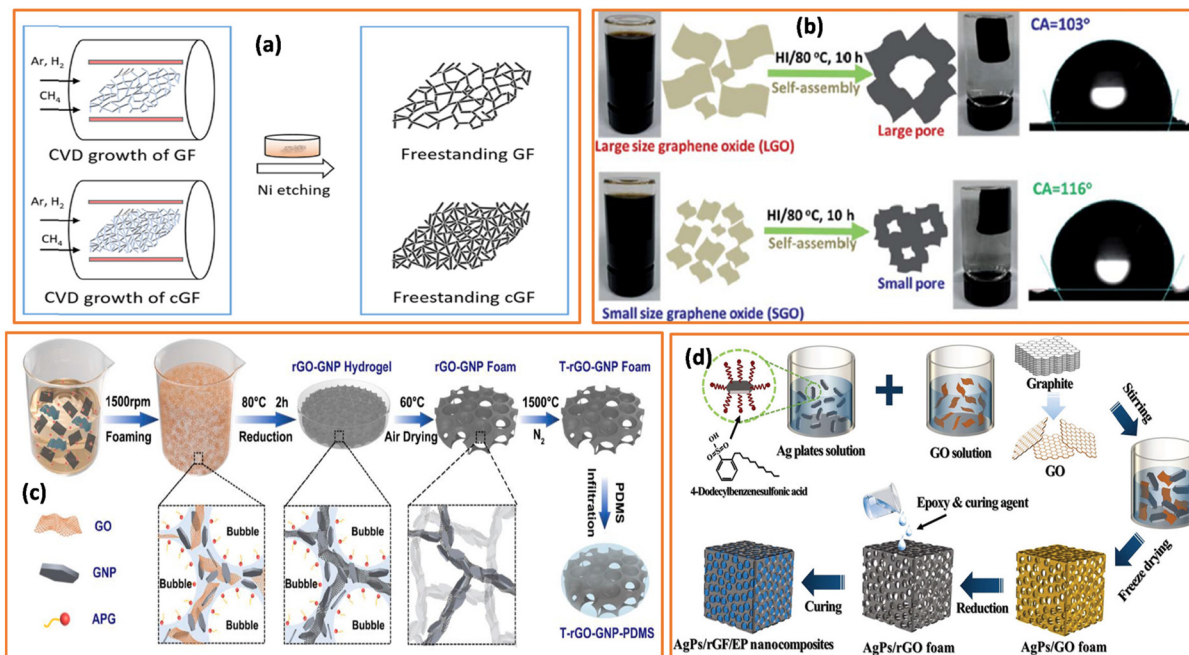 (a)
Ar, H2
CH4
CVD growth of GF
Ar, H2
CH4
CVD growth of cGF
Ni etching
Freestanding GF
Freestanding cGF
(b)
HI/80 °C, 10 h
Self-assembly
Large size graphene oxide (LGO)
Large pore
CA=103°
HI/80 °C, 10 h
Self-assembly
Small size graphene oxide (SGO)
Small pore
CA=116°
(c)
1500rpm
Foaming
80°C 2h
Reduction
rGO-GNP Hydrogel
60°C
Air Drying
rGO-GNP Foam
1500°C
N2
T-rGO-GNP Foam
PDMS
Infiltration
T-rGO-GNP-PDMS
GO
GNP
APG
Bubble
Bubble
Bubble
Bubble
Bubble
Bubble
(d)
OH
O=S=O
4-Dodecylbenzenesulfonic acid
Ag plates solution
GO solution
Graphite
GO
Stirring
Freeze drying
AgPs/GO foam
Reduction
AgPs/rGO foam
Epoxy & curing agent
Curing
AgPs/rGF/EP nanocomposites